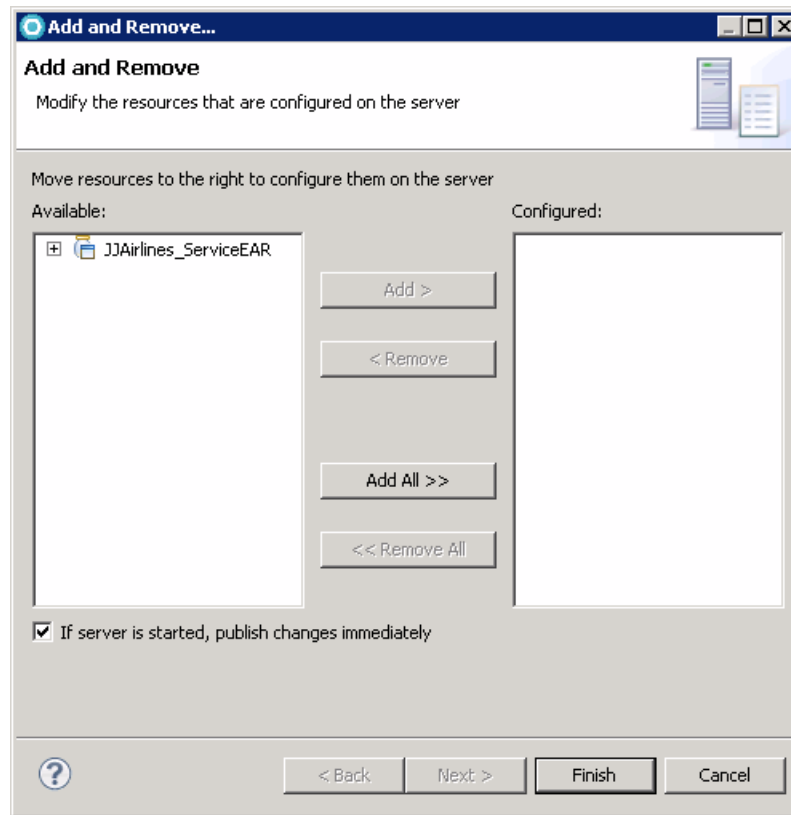 Add and Remove...
Add and Remove
Modify the resources that are configured on the server
Move resources to the right to configure them on the server
Available:
Configured:
JJAirlines_ServiceEAR
Add >
< Remove
Add All >>
<< Remove All
If server is started, publish changes immediately
?
< Back
Next >
Finish
Cancel